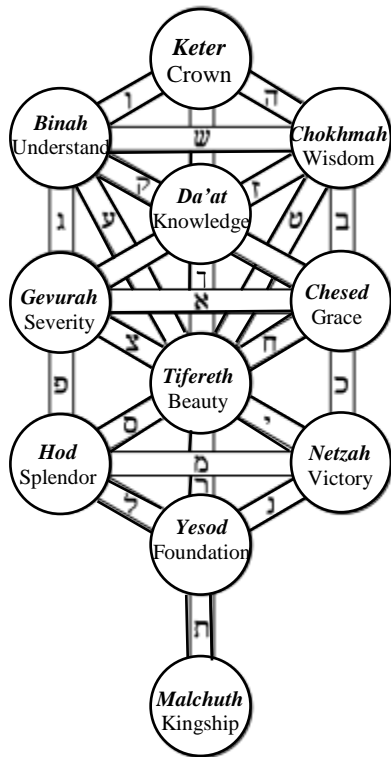 Keter
Crown
ו
ה
Binah
Understand
ש
Chokhmah
Wisdom
ק
ז
Da'at
Knowledge
ג
ע
ט
ב
ד
Gevurah
Severity
א
Chesed
Grace
צ
ח
Tifereth
Beauty
פ
כ
ס
י
Hod
Splendor
מ
Netzah
Victory
ר
ל
נ
Yesod
Foundation
ת
Malchuth
Kingship